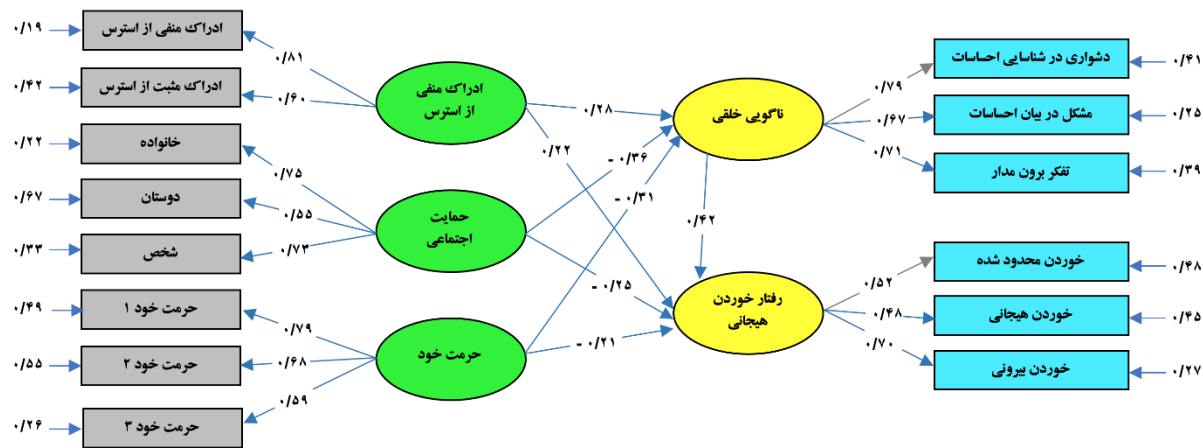 ۰/۱۹
ادراک منفی از استرس
۰/۸۱
۰/۴۲
ادراک مثبت از استرس
۰/۶۰
۰/۲۲
خانواده
۰/۷۵
۰/۶۷
دوستان
۰/۵۵
۰/۳۳
شخص
۰/۷۳
۰/۴۹
حرمت خود ۱
۰/۷۹
۰/۵۵
حرمت خود ۲
۰/۶۸
۰/۲۶
حرمت خود ۳
۰/۵۹
ادراک منفی
از استرس
حمایت
اجتماعی
حرمت خود
۰/۲۸
۰/۲۲
- ۰/۳۶
- ۰/۳۱
- ۰/۲۵
- ۰/۲۱
ناگویی خلقی
۰/۴۲
رفتار خوردن
هیجانی
۰/۷۹
دشواری در شناسایی احساسات
۰/۴۱
۰/۶۷
مشکل در بیان احساسات
۰/۲۵
۰/۷۱
تفکر برون مدار
۰/۳۹
۰/۵۲
خوردن محدود شده
۰/۴۸
۰/۴۸
خوردن هیجانی
۰/۴۵
۰/۷۰
خوردن بیرونی
۰/۲۷